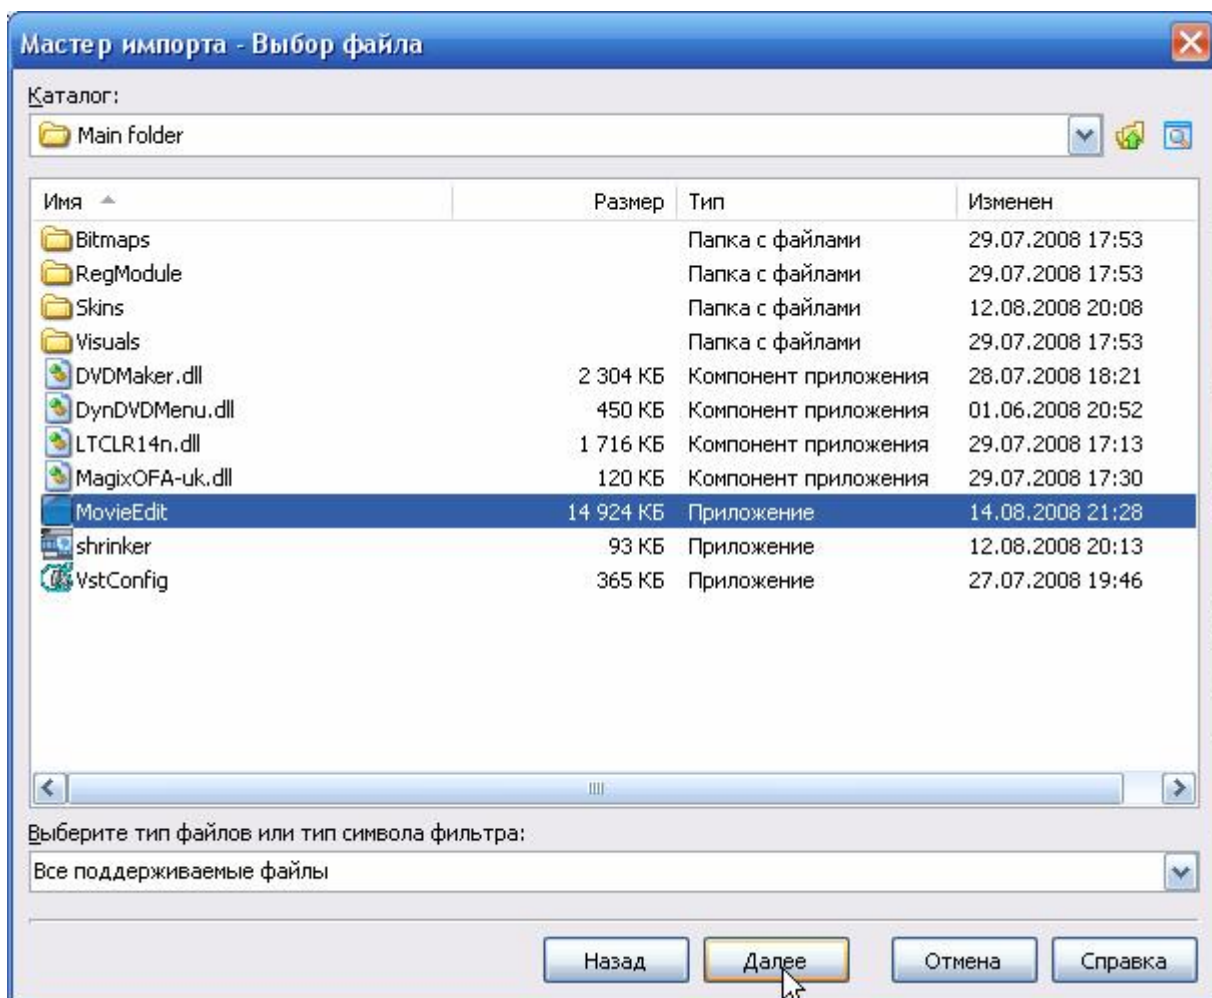 Мастер импорта - Выбор файла
Каталог:
Main folder
Имя Размер Тип Изменен
Bitmaps Папка с файлами 29.07.2008 17:53
RegModule Папка с файлами 29.07.2008 17:53
Skins Папка с файлами 12.08.2008 20:08
Visuals Папка с файлами 29.07.2008 17:53
DVDMaker.dll 2 304 КБ Компонент приложения 28.07.2008 18:21
DynDVDMenu.dll 450 КБ Компонент приложения 01.06.2008 20:52
LTCLR14n.dll 1 716 КБ Компонент приложения 29.07.2008 17:13
MagixOFA-uk.dll 120 КБ Компонент приложения 29.07.2008 17:30
MovieEdit 14 924 КБ Приложение 14.08.2008 21:28
shrinker 93 КБ Приложение 12.08.2008 20:13
VstConfig 365 КБ Приложение 27.07.2008 19:46
Выберите тип файлов или тип символа фильтра:
Все поддерживаемые файлы
Назад Далее Отмена Справка